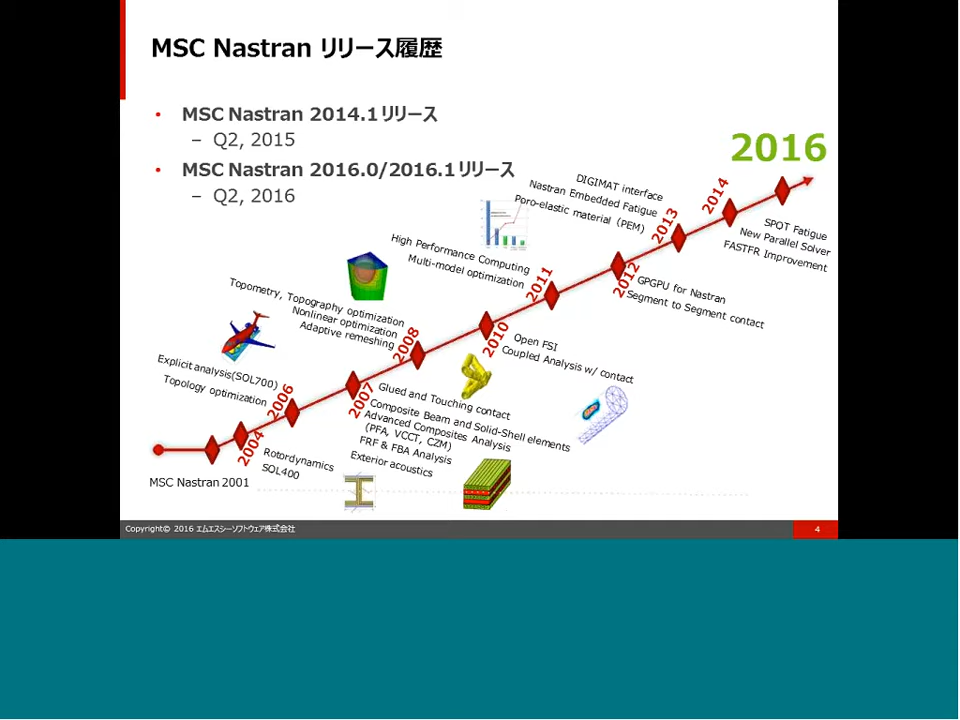 MSC Nastran リリース履歴
• MSC Nastran 2014.1リリース
– Q2, 2015
• MSC Nastran 2016.0/2016.1リリース
– Q2, 2016
2016
DIGIMAT interface
Nastran Embedded Fatigue
Poro-elastic material (PEM)
2014
2013
SPOT Fatigue
New Parallel Solver
FASTFR Improvement
High Performance Computing
Multi-model optimization
2011
2012
GPGPU for Nastran
Segment to Segment contact
Topometry, Topography optimization
Nonlinear optimization
Adaptive remeshing
2008
2010
Open FSI
Coupled Analysis w/ contact
Explicit analysis(SOL700)
Topology optimization
2006
2007
Glued and Touching contact
Composite Beam and Solid-Shell elements
Advanced Composites Analysis
(PFA, VCCT, CZM)
FRF & FBA Analysis
Exterior acoustics
2004
Rotordynamics
SOL400
MSC Nastran 2001
Copyright© 2016 エムエスシーソフトウェア株式会社
4